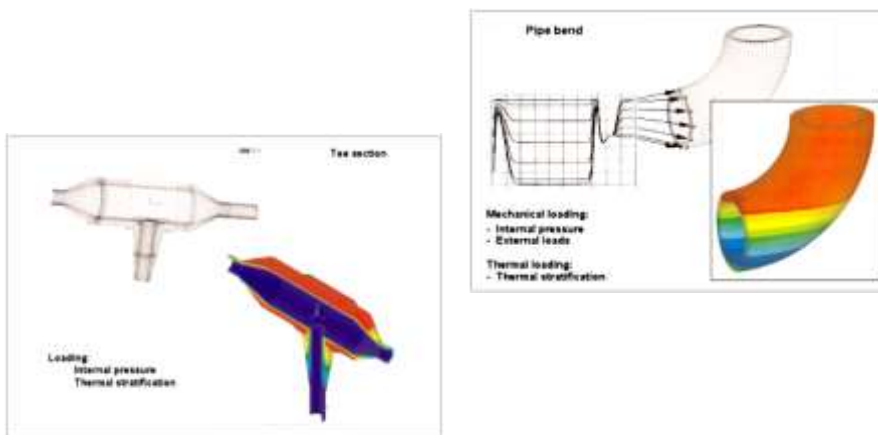 Pipe bend
Mechanical loading:
- Internal pressure
- External loads
Thermal loading:
- Thermal stratification
Tee section
Loading:
Internal pressure
Thermal stratification